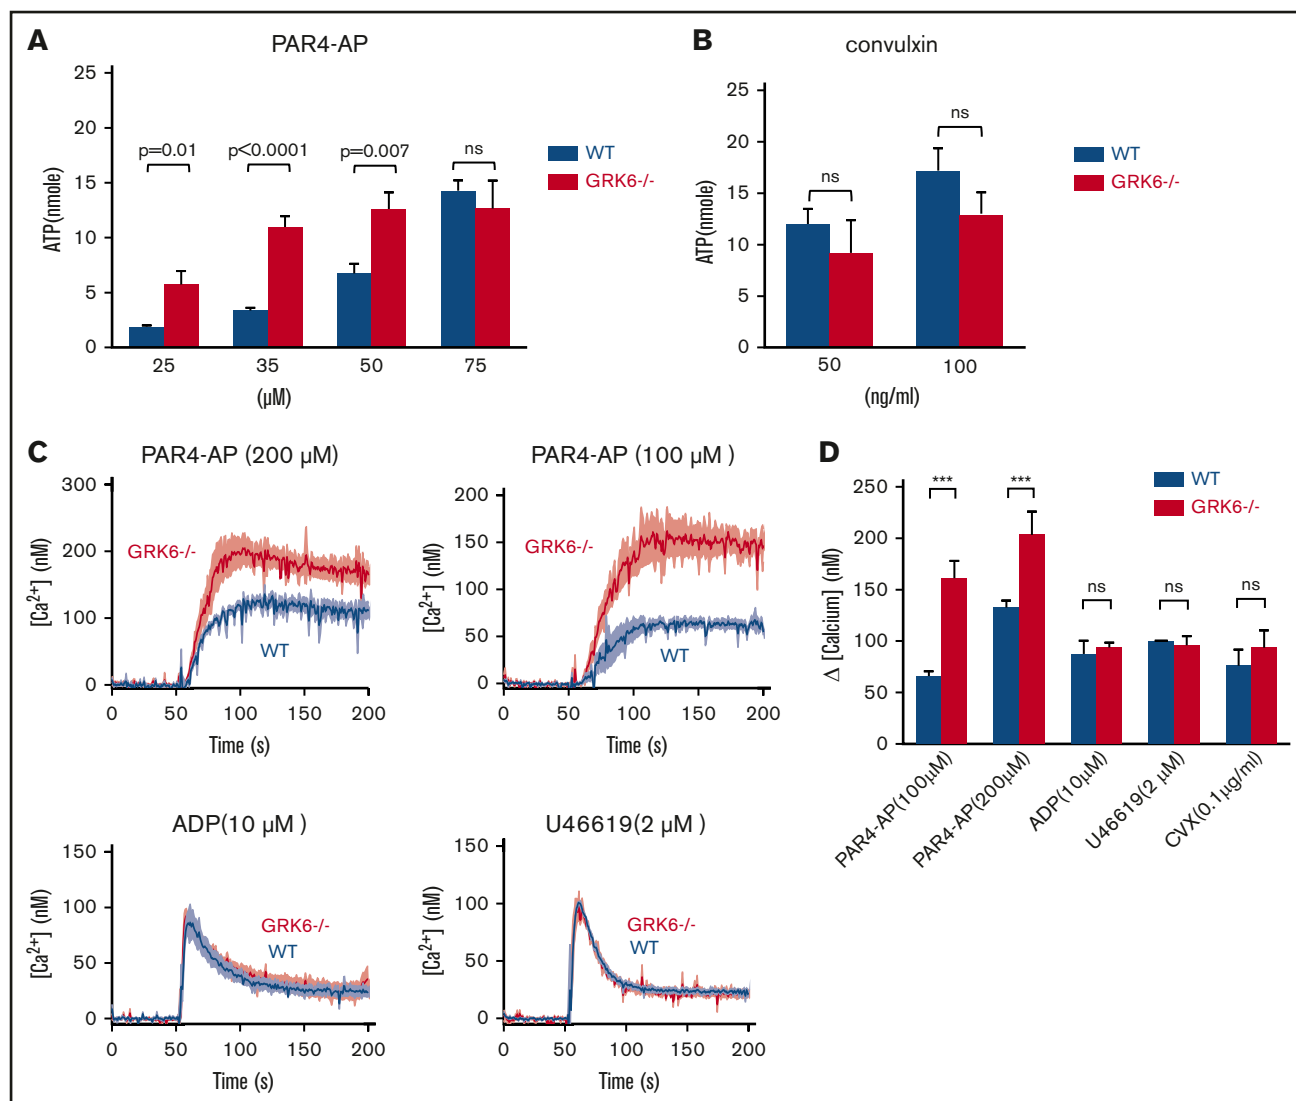 A
PAR4-AP
25
20
15
10
5
0
ATP(nmole)
p=0.01
p<0.0001
p=0.007
ns
WT
GRK6-/-
25 35 50 75
(µM)
B
convulxin
25
20
15
10
5
0
ATP(nmole)
ns
ns
WT
GRK6-/-
50 100
(ng/ml)
C
PAR4-AP (200 µM)
300
200
100
0
[Ca²⁺] (nM)
GRK6-/-
WT
0 50 100 150 200
Time (s)
PAR4-AP (100 µM )
200
150
100
50
0
[Ca²⁺] (nM)
GRK6-/-
WT
0 50 100 150 200
Time (s)
ADP(10 µM )
150
100
50
0
[Ca²⁺] (nM)
GRK6-/-
WT
0 50 100 150 200
Time (s)
U46619(2 µM )
150
100
50
0
[Ca²⁺] (nM)
GRK6-/-
WT
0 50 100 150 200
Time (s)
D
WT
GRK6-/-
250
200
150
100
50
0
Δ [Calcium] (nM)
***
***
ns
ns
ns
PAR4-AP(100µM)
PAR4-AP(200µM)
ADP(10µM)
U46619(2 µM)
CVX(0.1µg/ml)